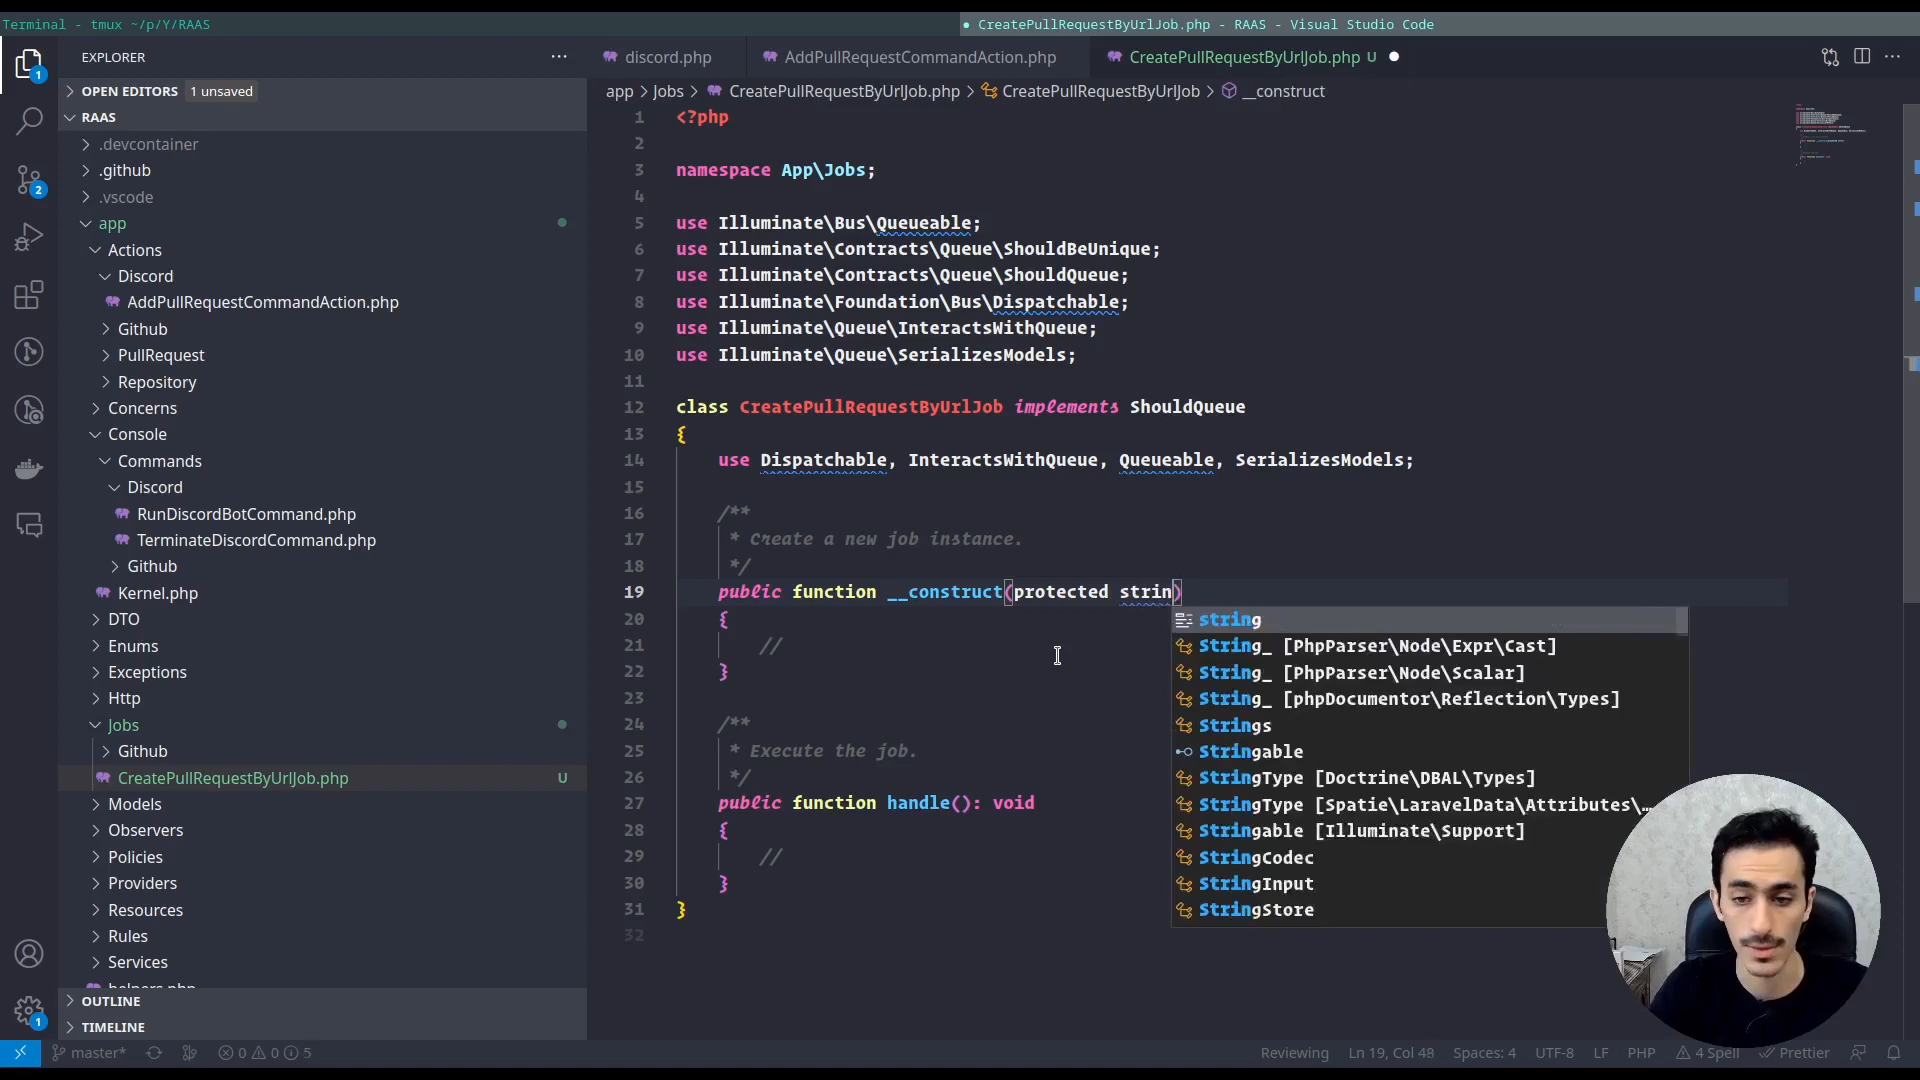 Terminal - tmux ~/p/Y/RAAS
● CreatePullRequestByUrlJob.php - RAAS - Visual Studio Code
EXPLORER
OPEN EDITORS 1 unsaved
RAAS
.devcontainer
.github
.vscode
app
Actions
Discord
AddPullRequestCommandAction.php
Github
PullRequest
Repository
Concerns
Console
Commands
Discord
RunDiscordBotCommand.php
TerminateDiscordCommand.php
Github
Kernel.php
DTO
Enums
Exceptions
Http
Jobs
Github
CreatePullRequestByUrlJob.php U
Models
Observers
Policies
Providers
Resources
Rules
Services
helpers.php
OUTLINE
TIMELINE
1
2
1
discord.php AddPullRequestCommandAction.php CreatePullRequestByUrlJob.php U
app > Jobs > CreatePullRequestByUrlJob.php > CreatePullRequestByUrlJob > __construct
1 <?php
2
3 namespace App\Jobs;
4
5 use Illuminate\Bus\Queueable;
6 use Illuminate\Contracts\Queue\ShouldBeUnique;
7 use Illuminate\Contracts\Queue\ShouldQueue;
8 use Illuminate\Foundation\Bus\Dispatchable;
9 use Illuminate\Queue\InteractsWithQueue;
10 use Illuminate\Queue\SerializesModels;
11
12 class CreatePullRequestByUrlJob implements ShouldQueue
13 {
14 use Dispatchable, InteractsWithQueue, Queueable, SerializesModels;
15
16 /**
17 * Create a new job instance.
18 */
19 public function __construct(protected strin)
20 {
21 //
22 }
23
24 /**
25 * Execute the job.
26 */
27 public function handle(): void
28 {
29 //
30 }
31 }
32
string
String_ [PhpParser\Node\Expr\Cast]
String_ [PhpParser\Node\Scalar]
String_ [phpDocumentor\Reflection\Types]
Strings
Stringable
StringType [Doctrine\DBAL\Types]
StringType [Spatie\LaravelData\Attributes\…
Stringable [Illuminate\Support]
StringCodec
StringInput
StringStore
master* 0 0 5
Reviewing Ln 19, Col 48 Spaces: 4 UTF-8 LF PHP 4 Spell Prettier